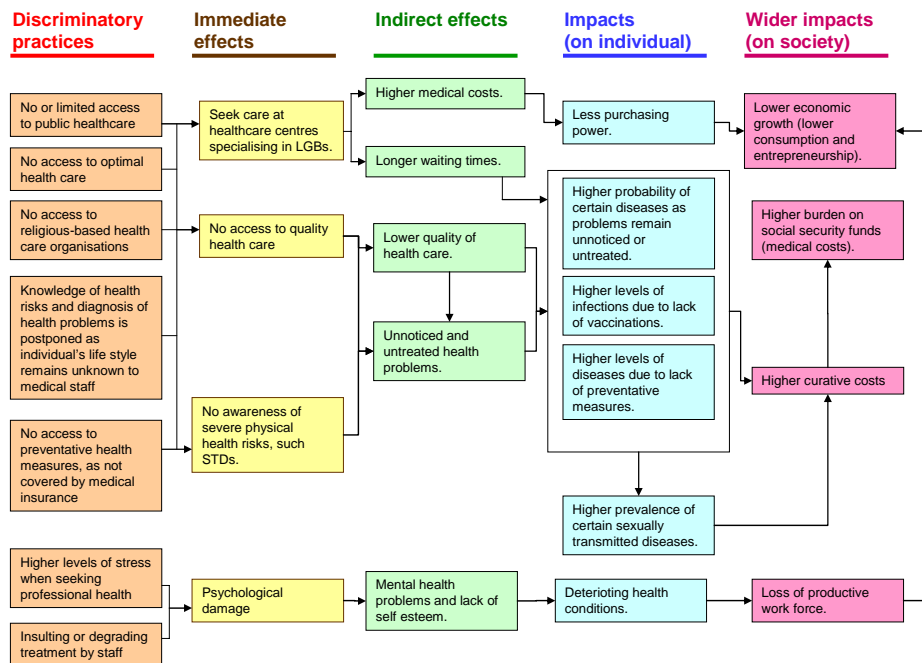 Discriminatory
practices
Immediate
effects
Indirect effects
Impacts
(on individual)
Wider impacts
(on society)
No or limited access
to public healthcare
No access to optimal
health care
No access to
religious-based health
care organisations
Knowledge of health
risks and diagnosis of
health problems is
postponed as
individual's life style
remains unknown to
medical staff
No access to
preventative health
measures, as not
covered by medical
insurance
Higher levels of stress
when seeking
professional health
Insulting or degrading
treatment by staff
Seek care at
healthcare centres
specialising in LGBs.
No access to quality
health care
No awareness of
severe physical
health risks, such
STDs.
Psychological
damage
Higher medical costs.
Longer waiting times.
Lower quality of
health care.
Unnoticed and
untreated health
problems.
Mental health
problems and lack of
self esteem.
Less purchasing
power.
Higher probability of
certain diseases as
problems remain
unnoticed or
untreated.
Higher levels of
infections due to lack
of vaccinations.
Higher levels of
diseases due to lack
of preventative
measures.
Higher prevalence of
certain sexually
transmitted diseases.
Deterioting health
conditions.
Lower economic
growth (lower
consumption and
entrepreneurship).
Higher burden on
social security funds
(medical costs).
Higher curative costs
Loss of productive
work force.